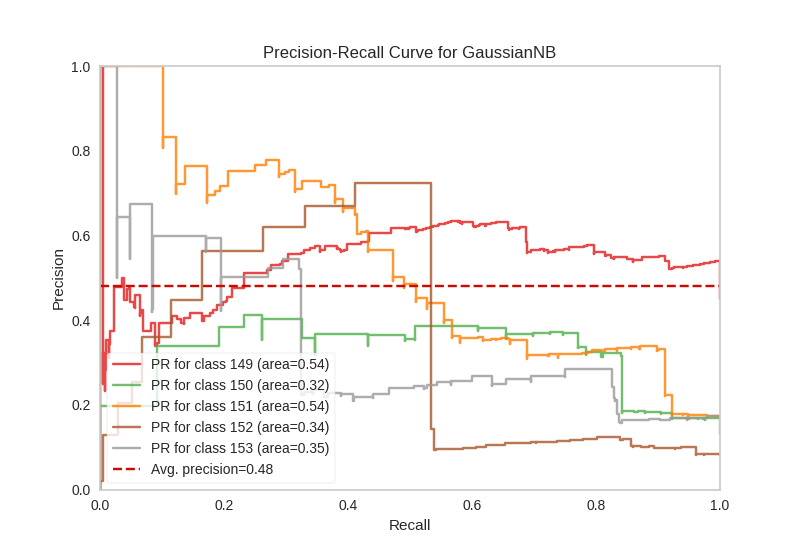 Precision-Recall Curve for GaussianNB
1.0
0.8
0.6
0.4
0.2
0.0
Precision
PR for class 149 (area=0.54)
PR for class 150 (area=0.32)
PR for class 151 (area=0.54)
PR for class 152 (area=0.34)
PR for class 153 (area=0.35)
Avg. precision=0.48
0.0 0.2 0.4 0.6 0.8 1.0
Recall